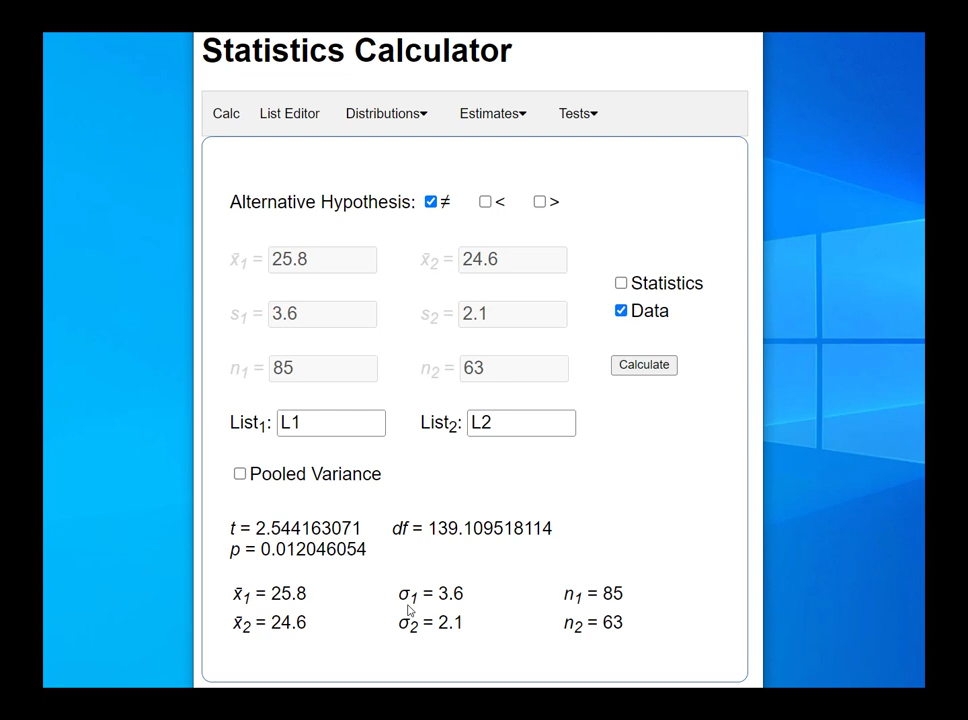 Statistics Calculator
Calc List Editor Distributions▾ Estimates▾ Tests▾
Alternative Hypothesis: ≠ < >
x̄1 = 25.8 x̄2 = 24.6
Statistics
s1 = 3.6 s2 = 2.1
Data
n1 = 85 n2 = 63
Calculate
List1: L1 List2: L2
Pooled Variance
t = 2.544163071 df = 139.109518114
p = 0.012046054
x̄1 = 25.8 σ1 = 3.6 n1 = 85
x̄2 = 24.6 σ2 = 2.1 n2 = 63